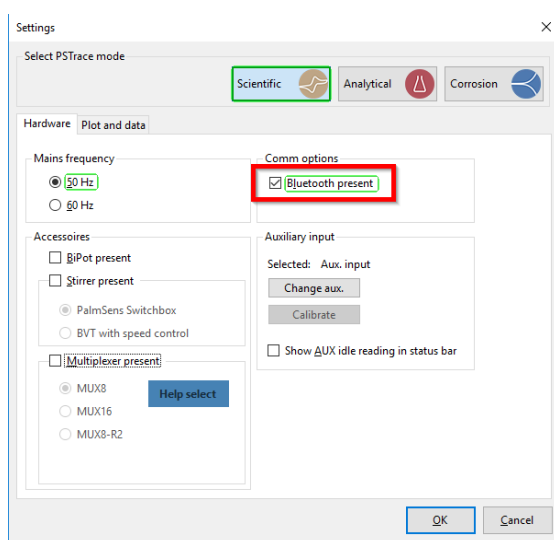 Settings
Select PSTrace mode
Scientific Analytical Corrosion
Hardware Plot and data
Mains frequency
50 Hz
60 Hz
Comm options
Bluetooth present
Accessoires
BiPot present
Stirrer present
PalmSens Switchbox
BVT with speed control
Multiplexer present
MUX8
MUX16
MUX8-R2
Help select
Auxiliary input
Selected: Aux. input
Change aux.
Calibrate
Show AUX idle reading in status bar
OK Cancel